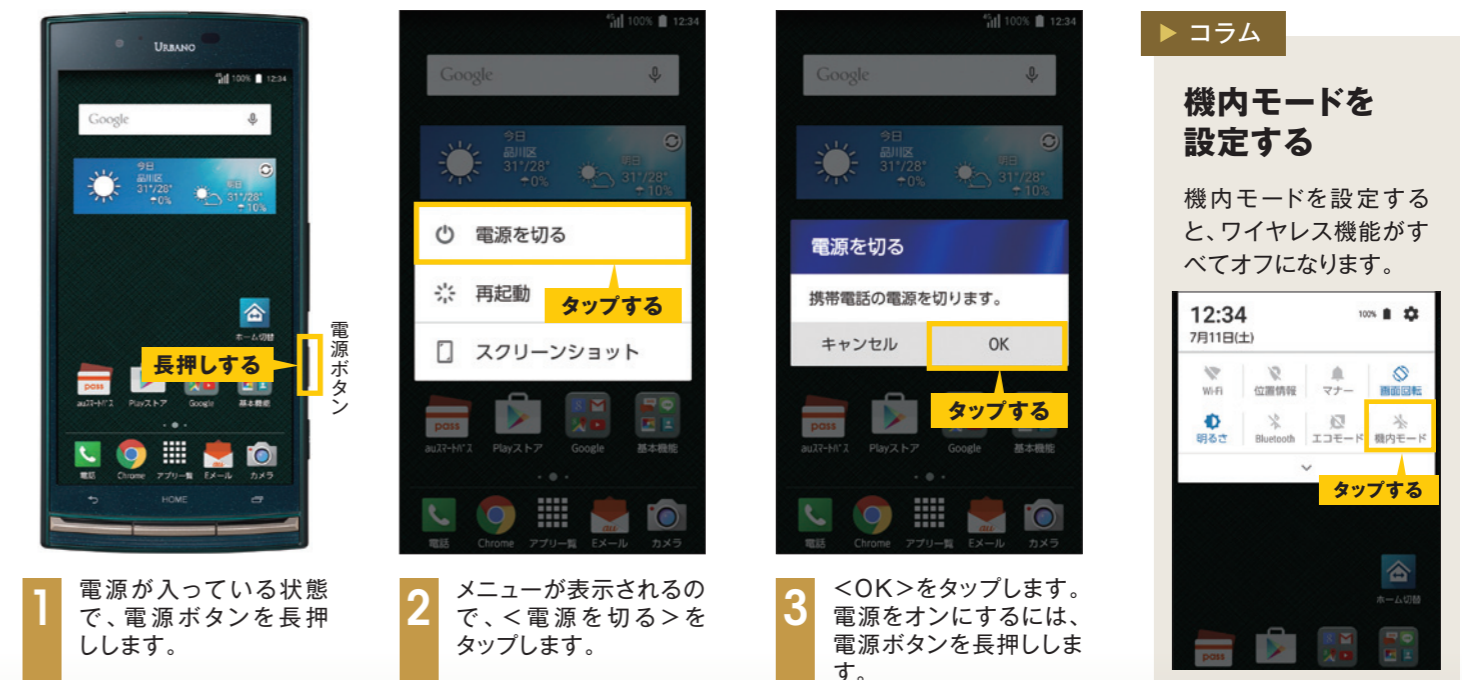 URBANO
100% 12:34
Google
今日
品川区
31°/28°
0%
明日
31°/28°
10%
ホーム切替
長押しする
電源ボタン
pass
auスマートパス
Playストア
Google
基本機能
電話
Chrome
アプリ一覧
Eメール
カメラ
HOME
1
電源が入っている状態
で、電源ボタンを長押
しします。
100% 12:34
Google
今日
品川区
31°/28°
0%
明日
31°/28°
10%
電源を切る
再起動
タップする
スクリーンショット
pass
auスマートパス
Playストア
Google
基本機能
電話
Chrome
アプリ一覧
au
Eメール
カメラ
2
メニューが表示されるの
で、<電源を切る>を
タップします。
100% 12:34
Google
今日
品川区
31°/28°
0%
明日
31°/28°
10%
電源を切る
携帯電話の電源を切ります。
キャンセル
OK
タップする
pass
auスマートパス
Playストア
Google
基本機能
電話
Chrome
アプリ一覧
au
Eメール
カメラ
3
<OK>をタップします。
電源をオンにするには、
電源ボタンを長押ししま
す。
コラム
機内モードを
設定する
機内モードを設定する
と、ワイヤレス機能がす
べてオフになります。
12:34
100%
7月11日(土)
Wi-Fi
位置情報
マナー
画面回転
明るさ
Bluetooth
エコモード
機内モード
タップする
ホーム切替
pass